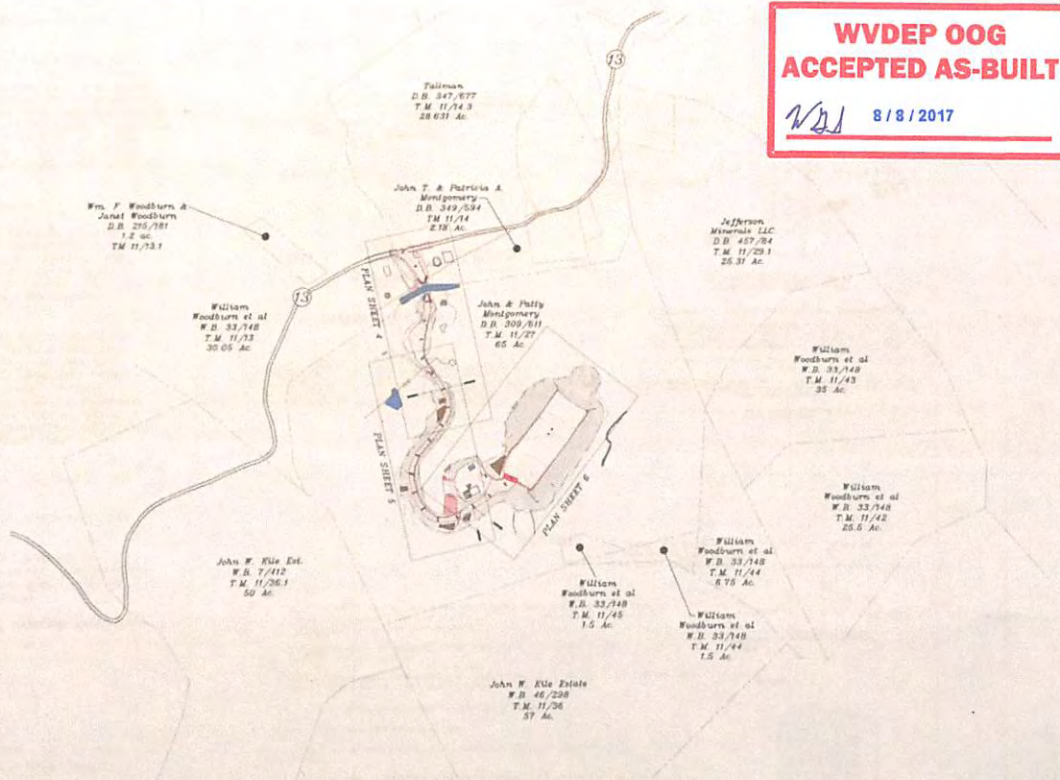 WVDEP OOG
ACCEPTED AS-BUILT
8/8/2017
13
Tallman
D.B. 347/677
T.M. 11/14.3
28.631 Ac.
John T. & Patricia A.
Montgomery
D.B. 349/594
TM 11/14
2.18 Ac.
Wm. F Woodburn &
Janet Woodburn
D.B. 215/181
1.2 ac.
TM 11/13.1
Jefferson
Minerals LLC
D.B. 457/84
T.M. 11/29.1
25.31 Ac.
13
William
Woodburn et al
W.B. 33/148
T.M. 11/13
30.05 Ac.
PLAN SHEET 4
John & Patty
Montgomery
D.B. 309/611
T.M. 11/27
65 Ac.
William
Woodburn et al
W.B. 33/148
T.M. 11/43
35 Ac.
PLAN SHEET 5
PLAN SHEET 6
William
Woodburn et al
W.B. 33/148
T.M. 11/42
25.5 Ac.
John W. Kile Est.
W.B. 7/412
T.M. 11/36.1
50 Ac.
William
Woodburn et al
W.B. 33/148
T.M. 11/44
6.75 Ac.
William
Woodburn et al
W.B. 33/148
T.M. 11/45
1.5 Ac.
William
Woodburn et al
W.B. 33/148
T.M. 11/44
1.5 Ac.
John W. Kile Estate
W.B. 46/298
T.M. 11/36
57 Ac.